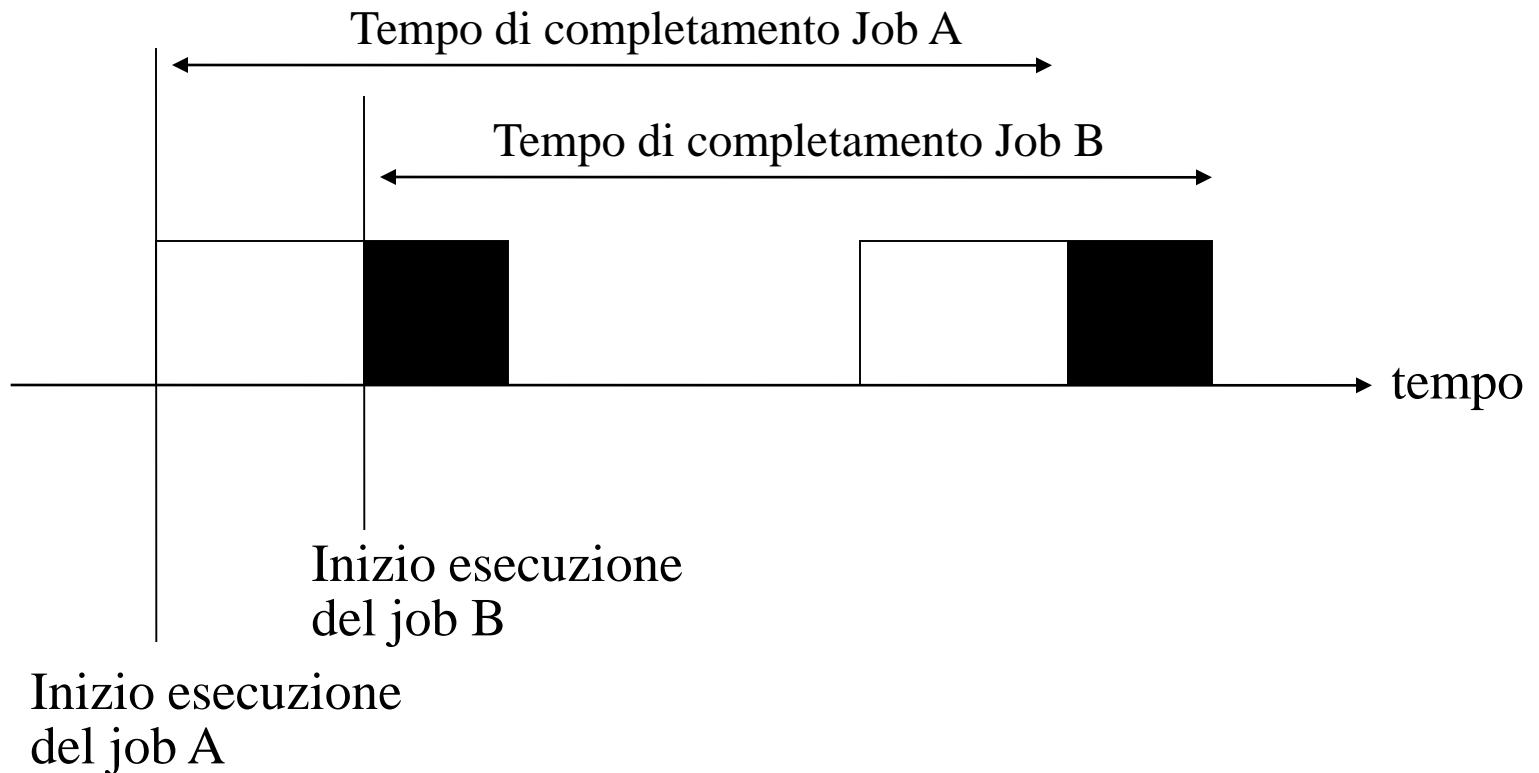 Tempo di completamento Job A
Tempo di completamento Job B
tempo
Inizio esecuzione
del job B
Inizio esecuzione
del job A